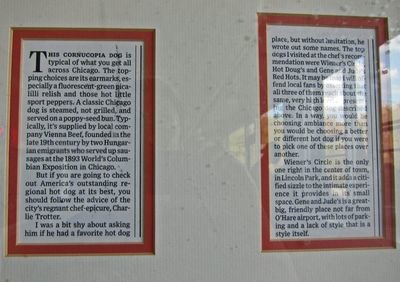 THIS CORNUCOPIA DOG is
typical of what you get all
across Chicago. The top-
ping choices are its earmarks, es-
pecially a fluorescent-green pica-
lilli relish and those hot little
sport peppers. A classic Chicago
dog is steamed, not grilled, and
served on a poppy-seed bun. Typ-
ically, it's supplied by local com-
pany Vienna Beef, founded in the
late 19th century by two Hungar-
ian emigrants who served up sau-
sages at the 1893 World's Colum-
bian Exposition in Chicago.
But if you are going to check
out America's outstanding re-
gional hot dog at its best, you
should follow the advice of the
city's regnant chef-epicure, Char-
lie Trotter.
I was a bit shy about asking
him if he had a favorite hot dog
place, but without hesitation, he
wrote out some names. The top
dogs I visited at the chef's recom-
mendation were Wiener's
Hot Doug's and Gene
Red Hots. It may
fend local fans by
all three of them
same, very high
for the Chicago dog described
above. In a way, you would be
choosing ambiance more than
you would be choosing a better
or different hot dog if you were
to pick one of these places over
another.
Wiener's Circle is the only
one right in the center of town,
in Lincoln Park, and it adds a citi-
fied sizzle to the intimate experi-
ence it provides in its small
space. Gene and Jude's is a great-
big, friendly place not far from
O'Hare airport, with lots of park-
ing and a lack of style that is a
style itself.